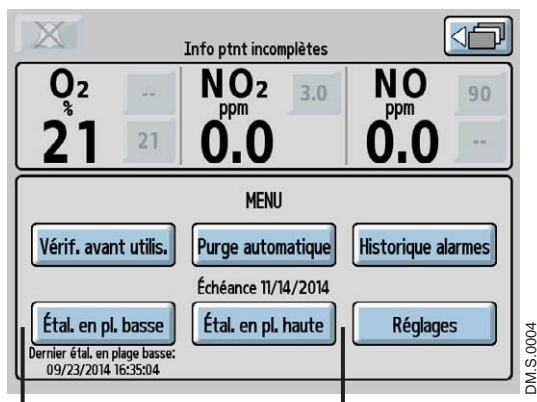 Info ptnt incomplètes
O2 % 21
--
21
NO2 ppm 0.0
3.0
NO ppm 0.0
90
--
MENU
Vérif. avant utilis.
Purge automatique
Historique alarmes
Échéance 11/14/2014
Étal. en pl. basse
Étal. en pl. haute
Réglages
Dernier étal. en plage basse:
09/23/2014 16:35:04
DM.S.0004